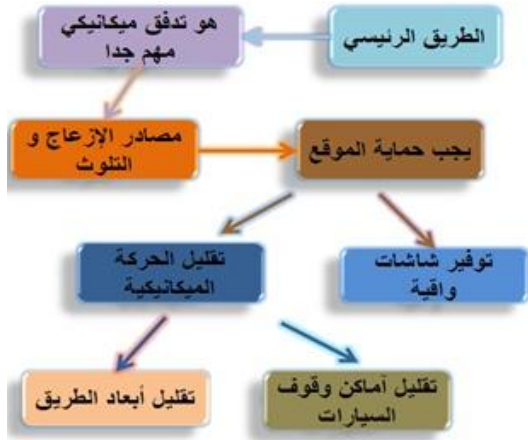 الطريق الرئيسي
هو تدفق ميكانيكي
مهم جدا
مصادر الإزعاج و
التلوث
يجب حماية الموقع
تقليل الحركة
الميكانيكية
توفير شاشات
واقية
تقليل أبعاد الطريق
تقليل آماكن وقوف
السيارات